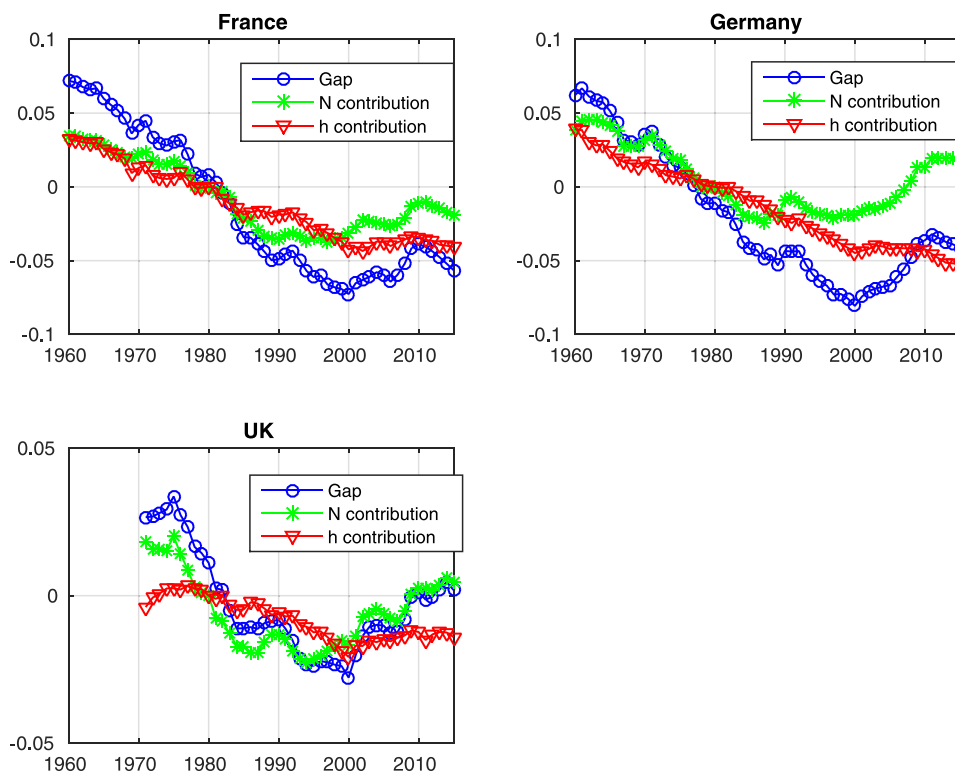 France
0.1
0.05
0
-0.05
-0.1
1960 1970 1980 1990 2000 2010
Gap
N contribution
h contribution
Germany
0.1
0.05
0
-0.05
-0.1
1960 1970 1980 1990 2000 2010
Gap
N contribution
h contribution
UK
0.05
0
-0.05
1960 1970 1980 1990 2000 2010
Gap
N contribution
h contribution